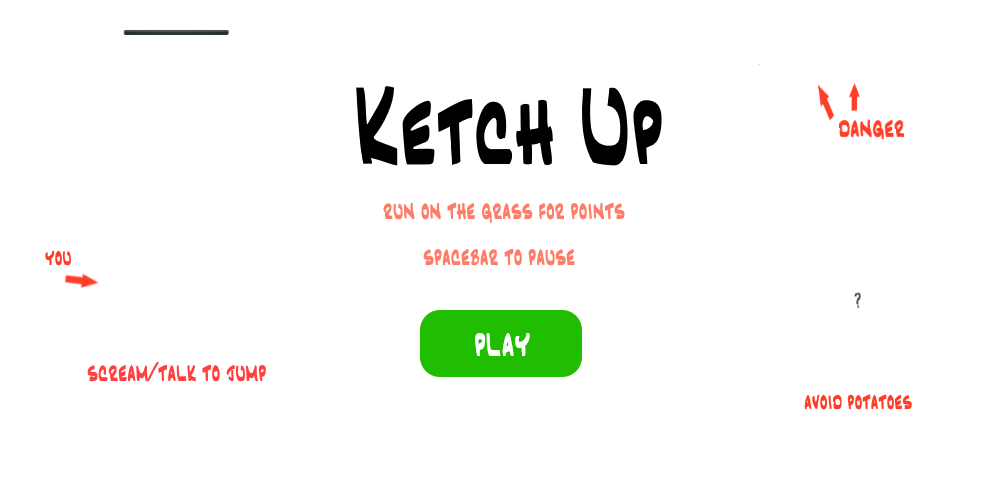 KETCH UP
DANGER
RUN ON THE GRASS FOR POINTS
YOU
SPACEBAR TO PAUSE
?
PLAY
SCREAM/TALK TO JUMP
AVOID POTATOES